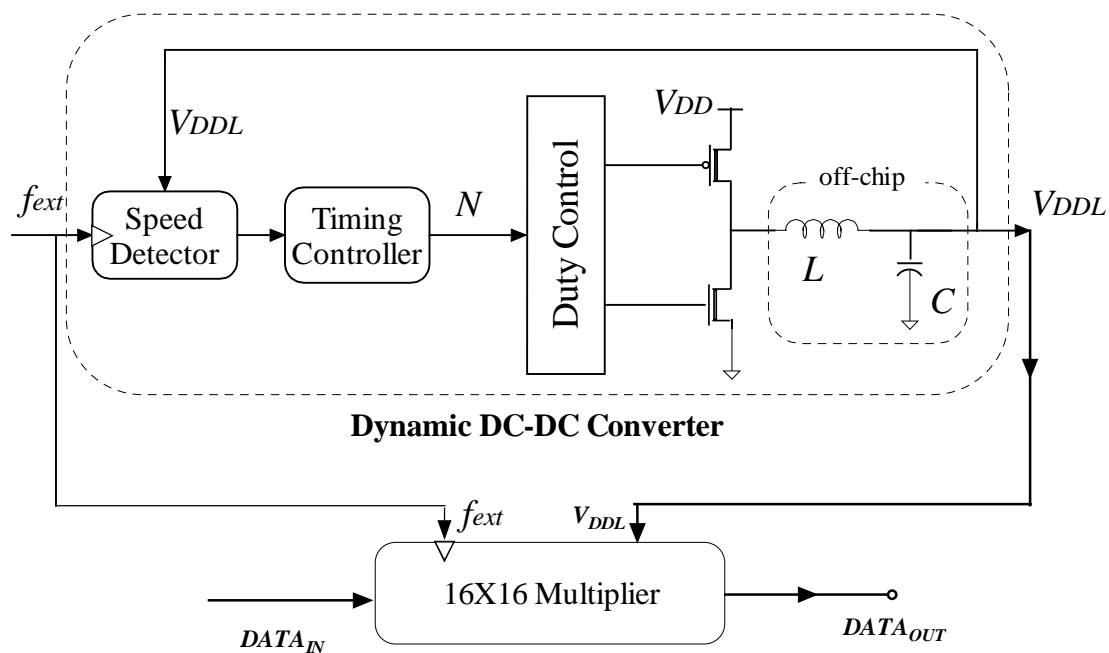 VDD
VDDL
off-chip
fext
Speed
Detector
Timing
Controller
N
Duty Control
L
C
VDDL
Dynamic DC-DC Converter
fext
VDDL
16X16 Multiplier
DATAIN
DATAOUT